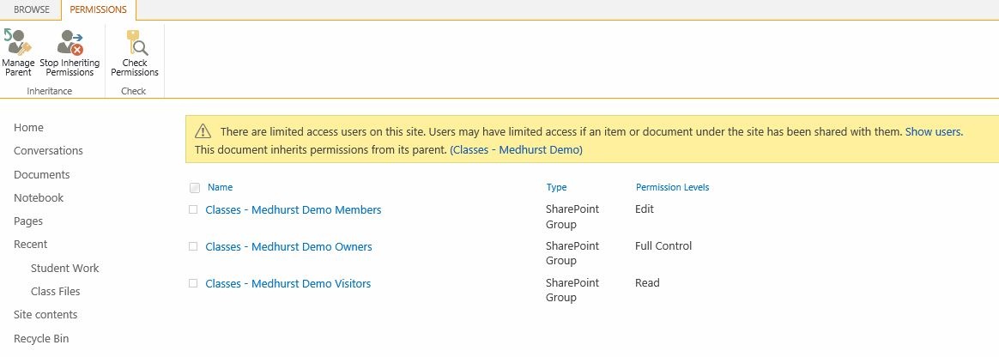 BROWSE PERMISSIONS
Manage Parent
Stop Inheriting Permissions
Check Permissions
Inheritance
Check
Home
Conversations
Documents
Notebook
Pages
Recent
Student Work
Class Files
Site contents
Recycle Bin
There are limited access users on this site. Users may have limited access if an item or document under the site has been shared with them. Show users.
This document inherits permissions from its parent. (Classes - Medhurst Demo)
Name Type Permission Levels
Classes - Medhurst Demo Members SharePoint Group Edit
Classes - Medhurst Demo Owners SharePoint Group Full Control
Classes - Medhurst Demo Visitors SharePoint Group Read